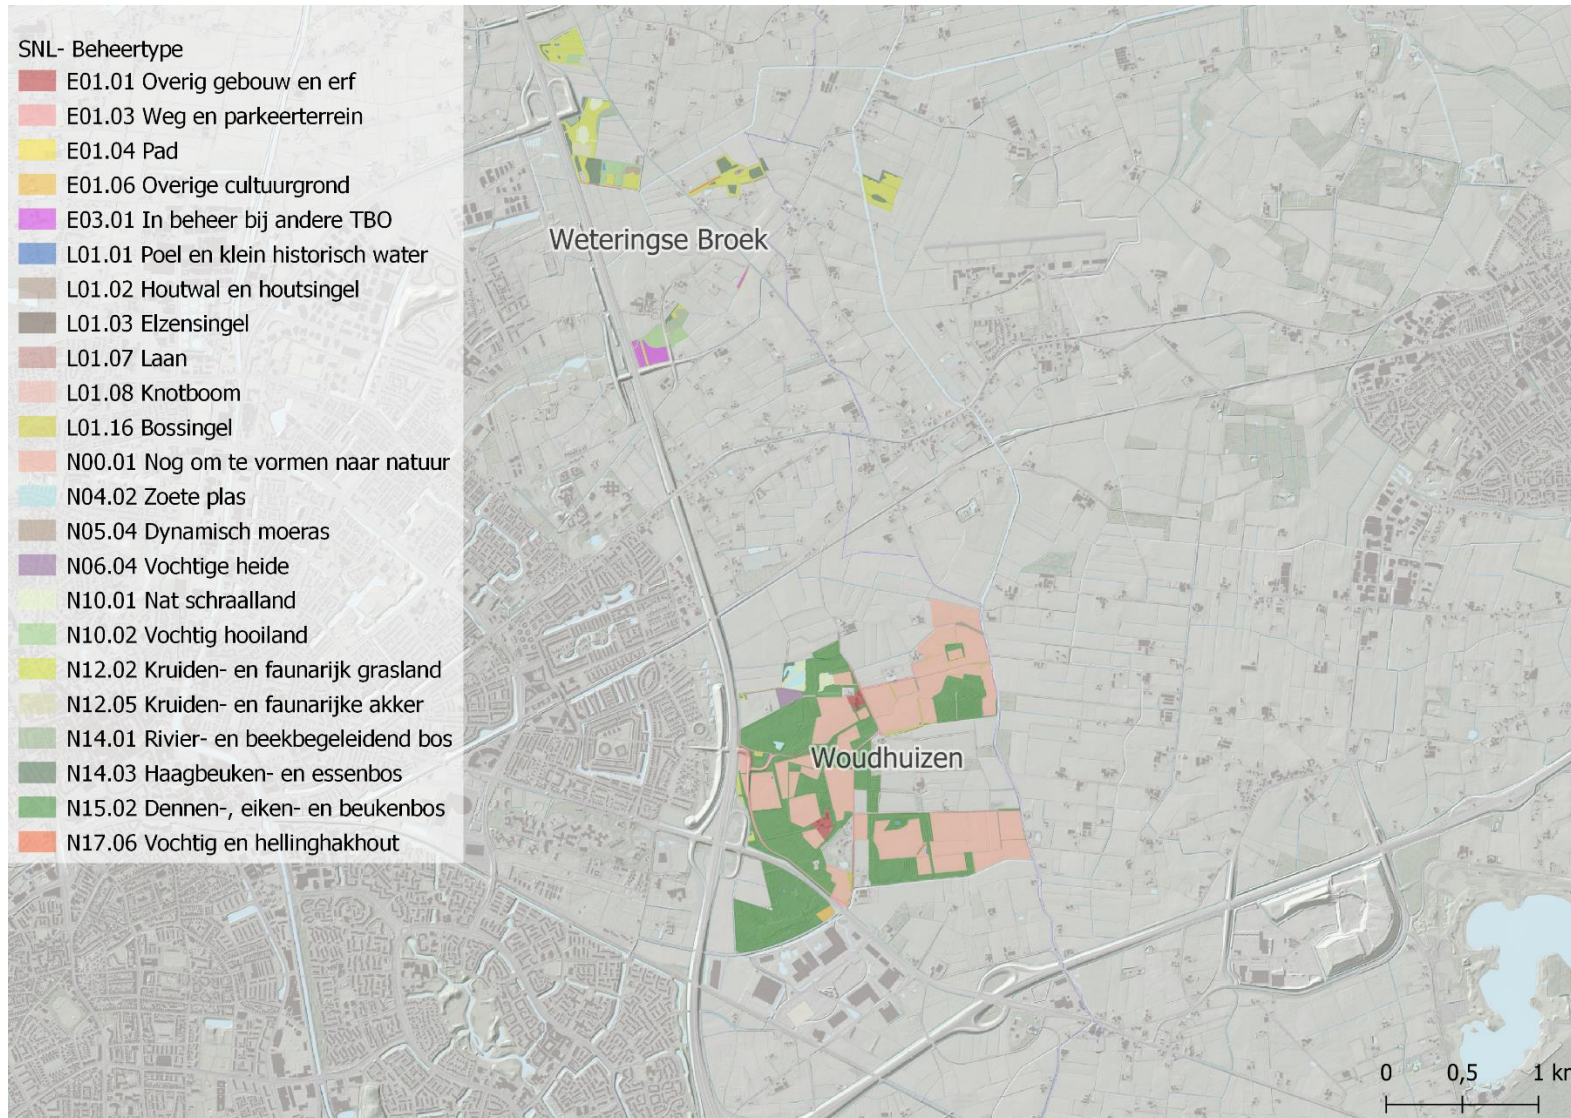 SNL- Beheertype
E01.01 Overig gebouw en erf
E01.03 Weg en parkeerterrein
E01.04 Pad
E01.06 Overige cultuurgrond
E03.01 In beheer bij andere TBO
L01.01 Poel en klein historisch water
L01.02 Houtwal en houtsingel
L01.03 Elzensingel
L01.07 Laan
L01.08 Knotboom
L01.16 Bossingel
N00.01 Nog om te vormen naar natuur
N04.02 Zoete plas
N05.04 Dynamisch moeras
N06.04 Vochtige heide
N10.01 Nat schraalland
N10.02 Vochtig hooiland
N12.02 Kruiden- en faunarijk grasland
N12.05 Kruiden- en faunarijke akker
N14.01 Rivier- en beekbegeleidend bos
N14.03 Haagbeuken- en essenbos
N15.02 Dennen-, eiken- en beukenbos
N17.06 Vochtig en hellinghakhout
Weteringse Broek
Woudhuizen
0 0,5 1 km